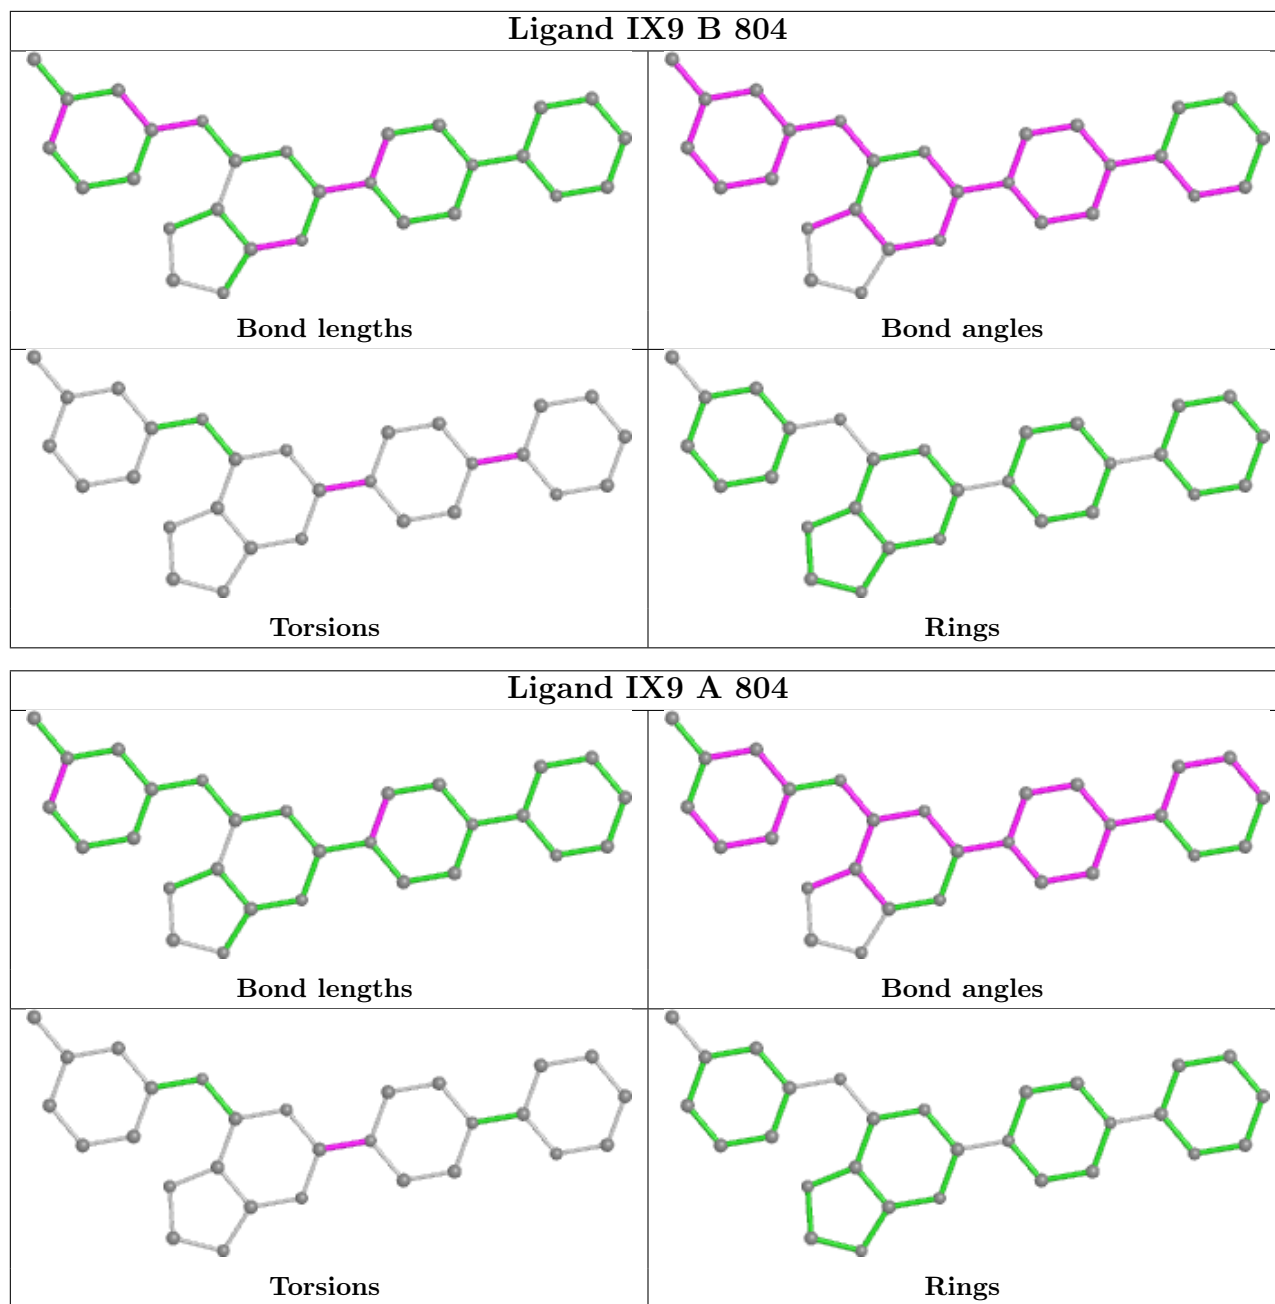 Ligand IX9 B 804
Bond lengths
Bond angles
Torsions
Rings
Ligand IX9 A 804
Bond lengths
Bond angles
Torsions
Rings